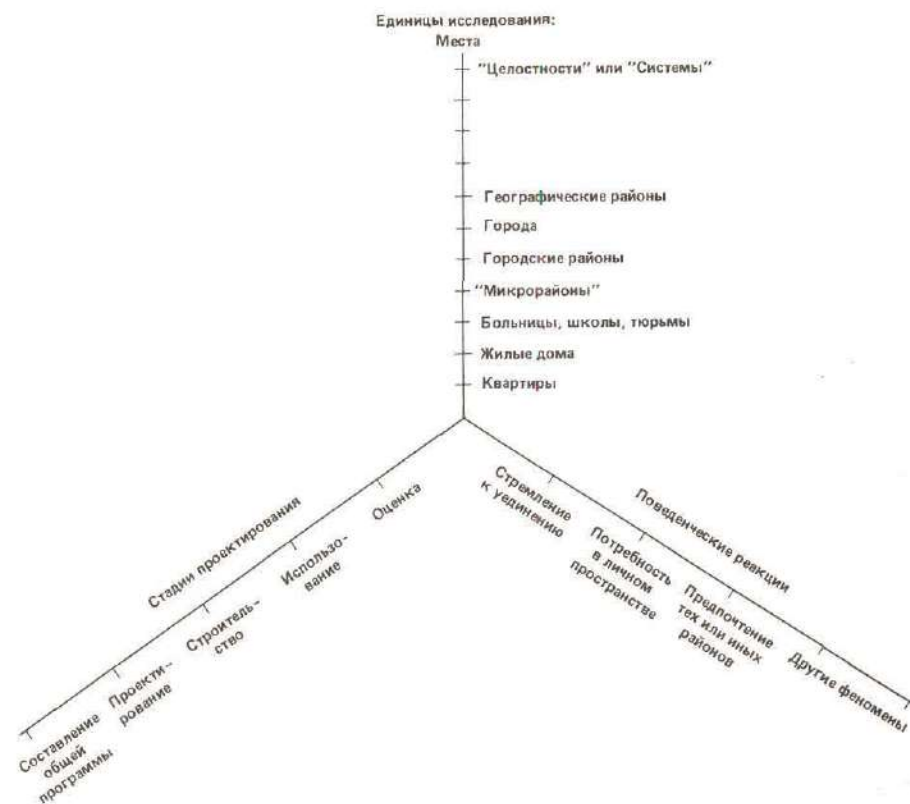 Единицы исследования:
Места
"Целостности" или "Системы"
Географические районы
Города
Городские районы
"Микрорайоны"
Больницы, школы, тюрьмы
Жилые дома
Квартиры
Стадии проектирования
Составление
общей
программы
Проекти-
рование
Строитель-
ство
Использо-
вание
Оценка
Поведенческие реакции
Стремление
к уединению
Потребность
в личном
пространстве
Предпочтение
тех или иных
районов
Другие феномены